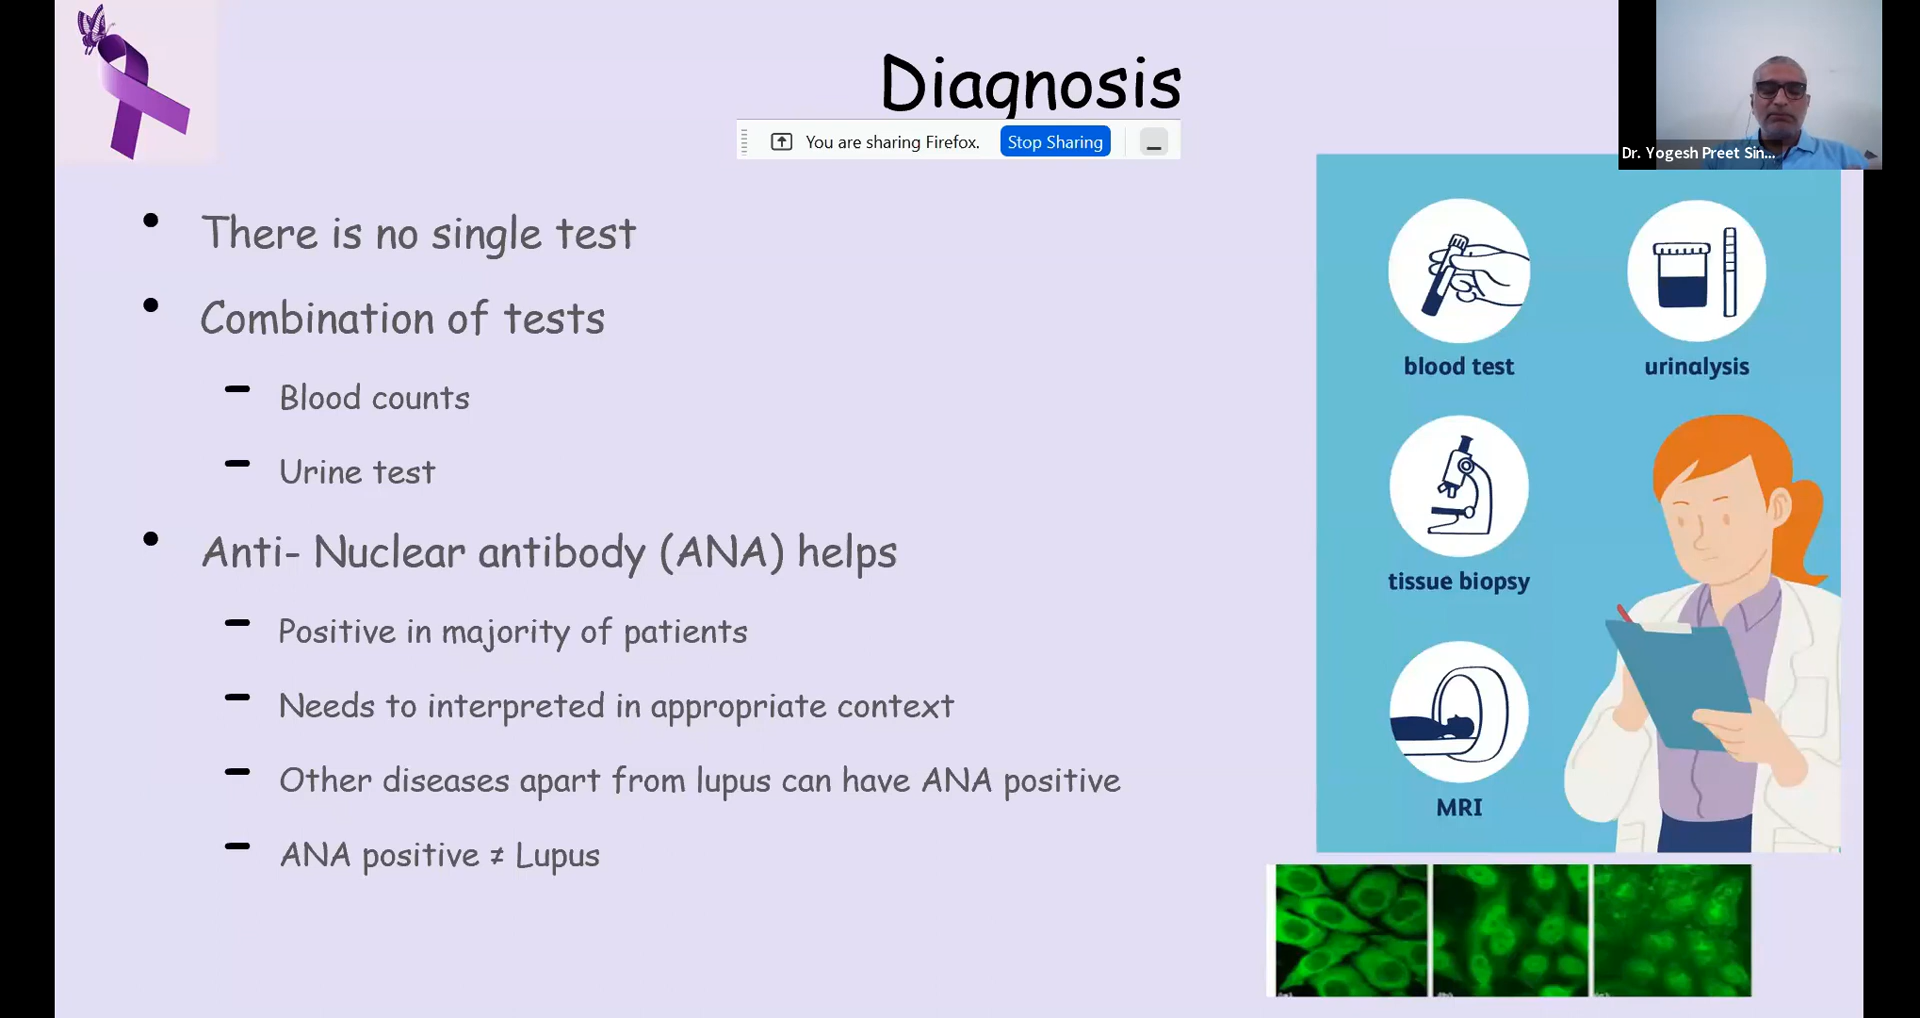 Diagnosis
You are sharing Firefox. Stop Sharing
Dr. Yogesh Preet Sin...
There is no single test
Combination of tests
Blood counts
Urine test
Anti- Nuclear antibody (ANA) helps
Positive in majority of patients
Needs to interpreted in appropriate context
Other diseases apart from lupus can have ANA positive
ANA positive ≠ Lupus
blood test
urinalysis
tissue biopsy
MRI